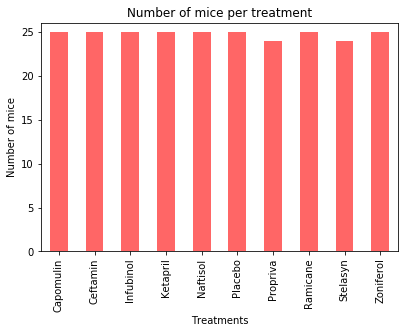 Number of mice per treatment
Number of mice
25
20
15
10
5
0
Capomulin
Ceftamin
Infubinol
Ketapril
Naftisol
Placebo
Propriva
Ramicane
Stelasyn
Zoniferol
Treatments